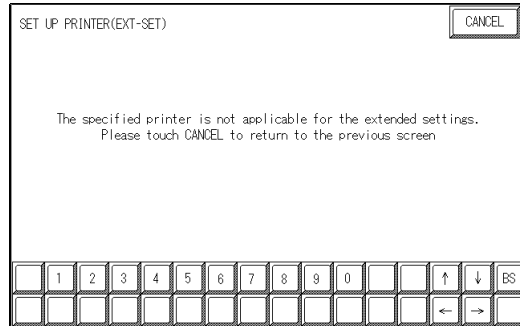 SET UP PRINTER(EXT-SET)
CANCEL
The specified printer is not applicable for the extended settings.
Please touch CANCEL to return to the previous screen
1 2 3 4 5 6 7 8 9 0 ↑ ↓ BS
← →